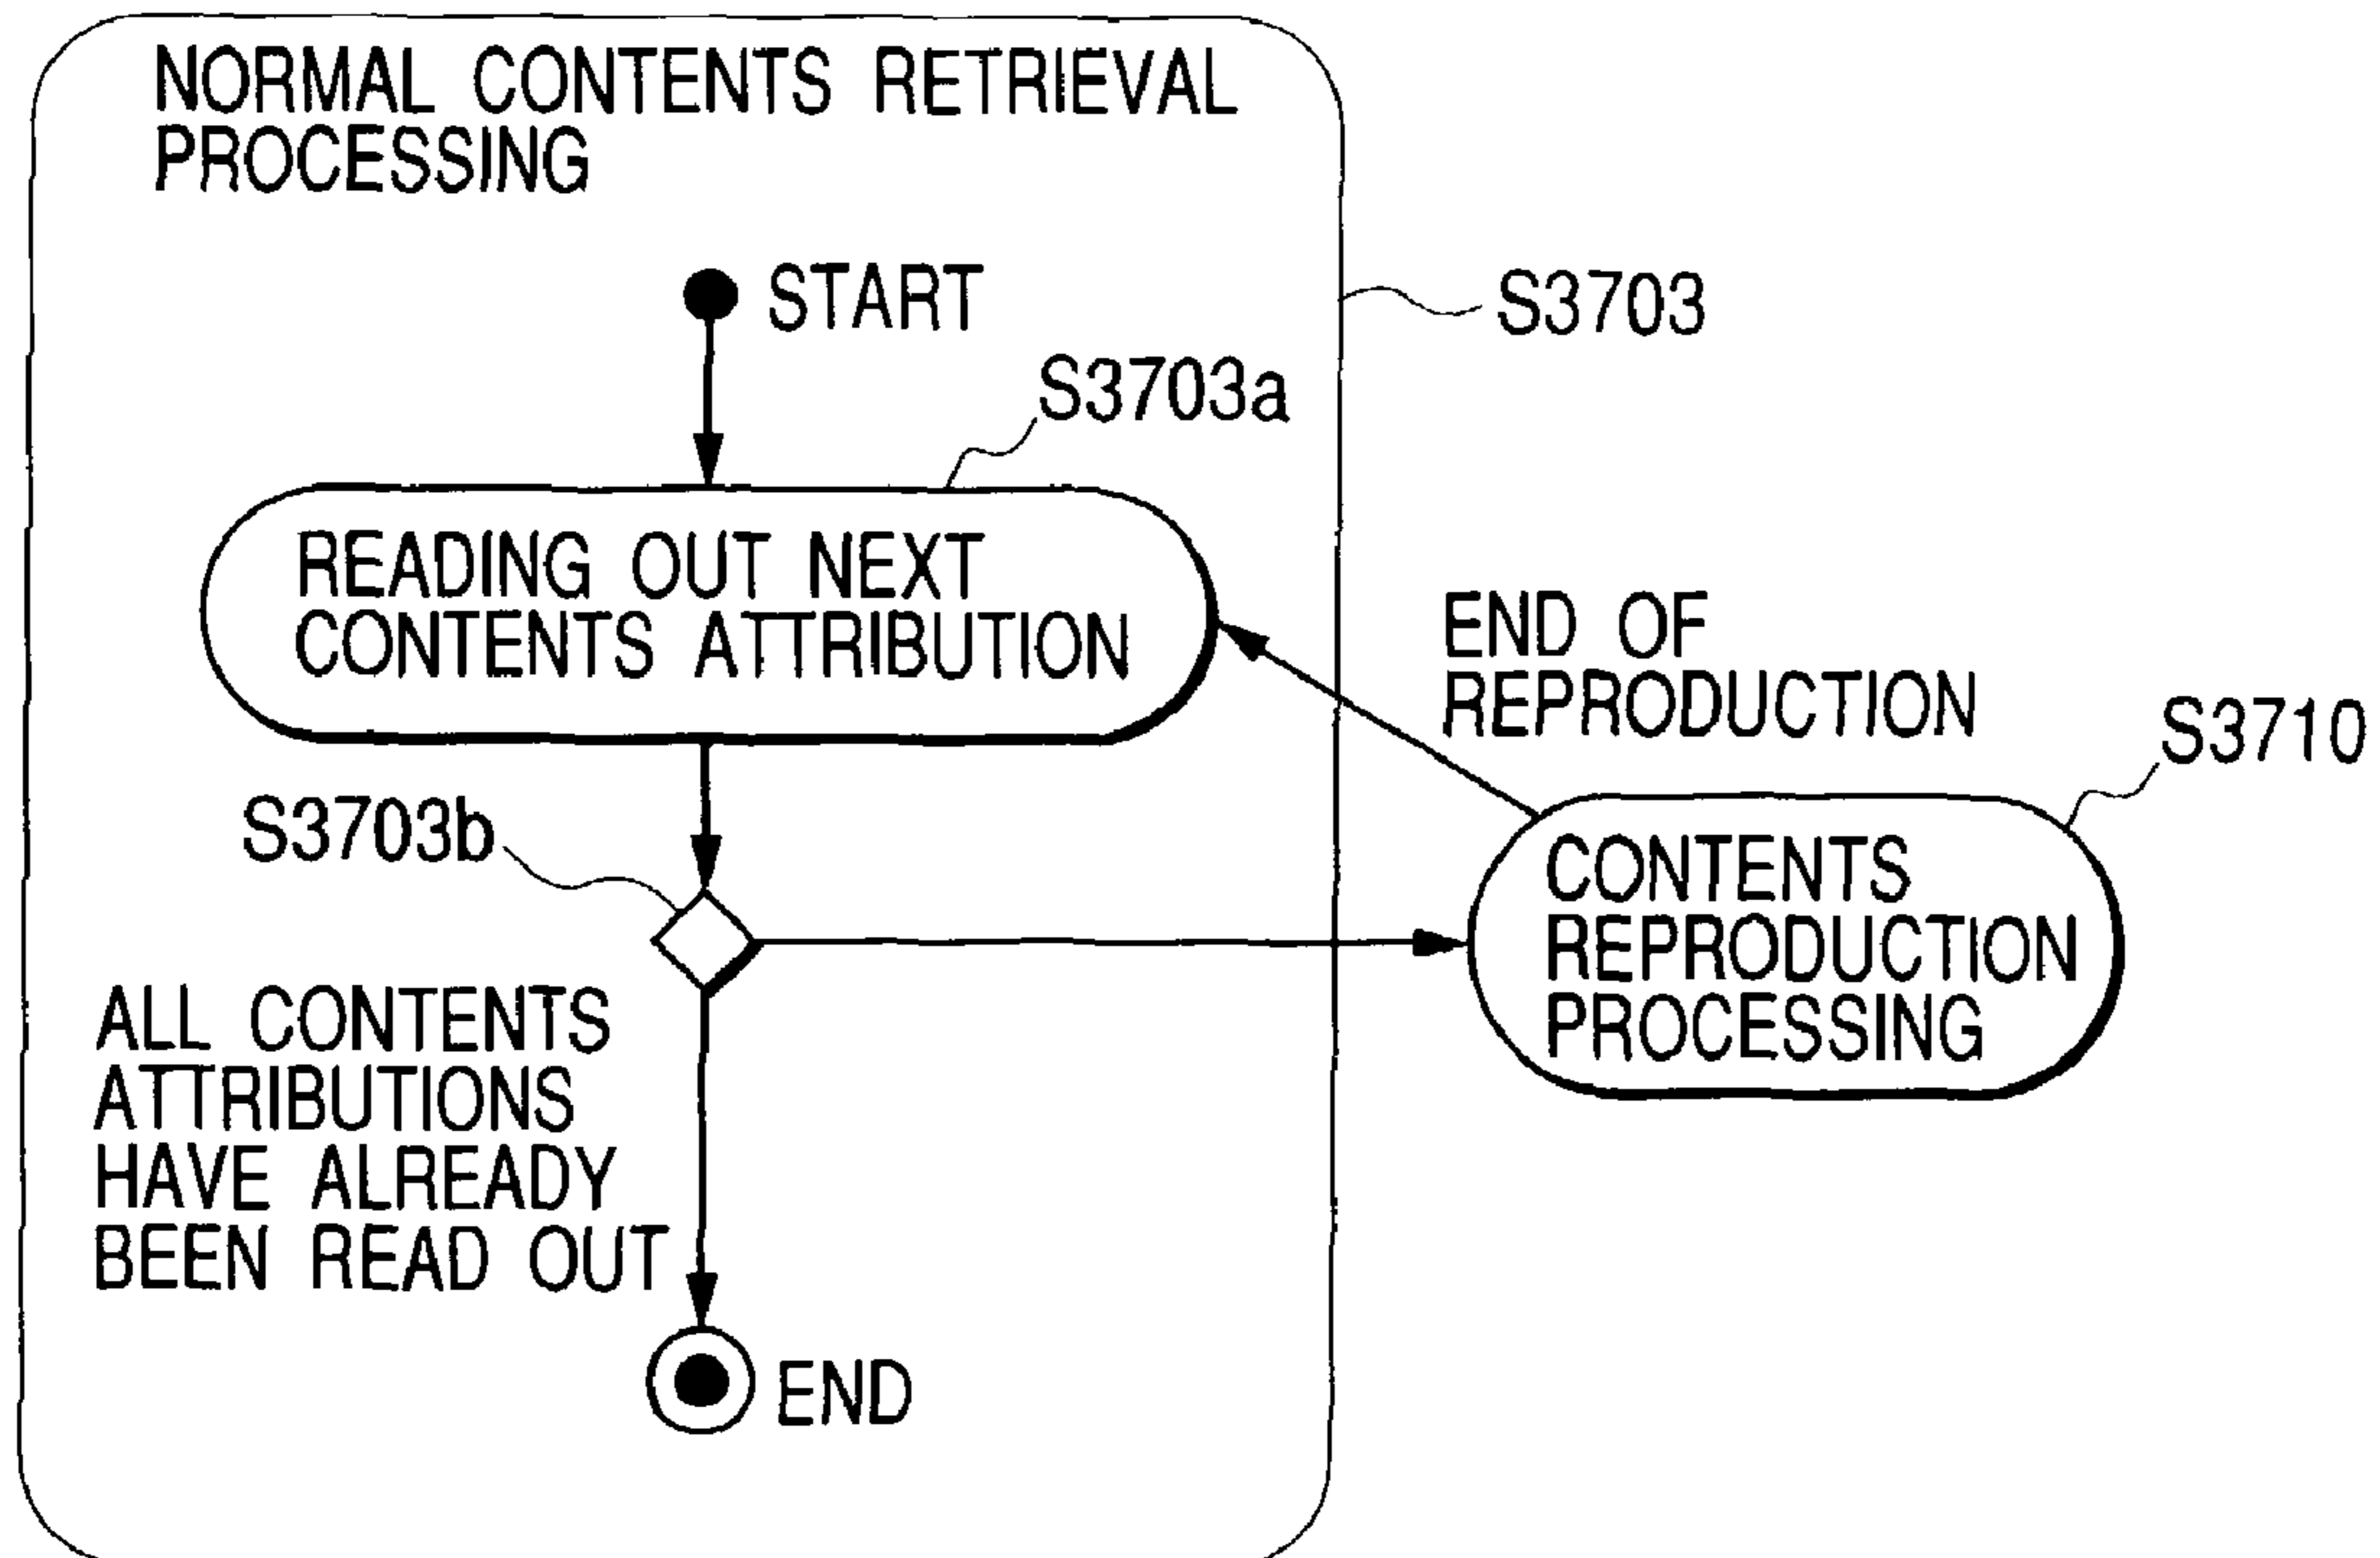 NORMAL CONTENTS RETRIEVAL
PROCESSING
START
S3703
S3703a
READING OUT NEXT
CONTENTS ATTRIBUTION
END OF
REPRODUCTION
S3710
S3703b
CONTENTS
REPRODUCTION
PROCESSING
ALL CONTENTS
ATTRIBUTIONS
HAVE ALREADY
BEEN READ OUT
END